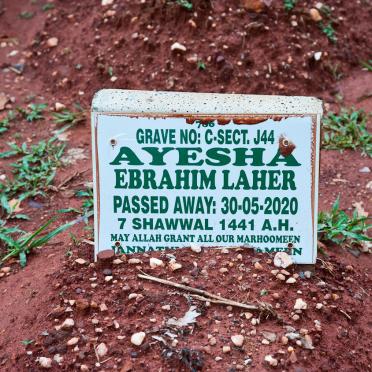 786
GRAVE NO: C-SECT. J44
AYESHA
EBRAHIM LAHER
PASSED AWAY: 30-05-2020
7 SHAWWAL 1441 A.H.
MAY ALLAH GRANT ALL OUR MARHOOMEEN